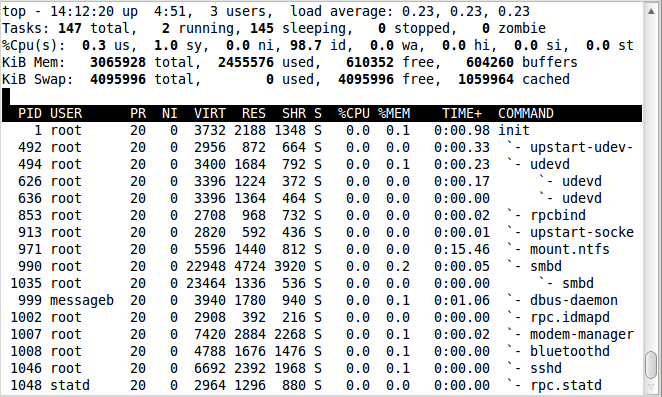 top - 14:12:20 up  4:51,  3 users,  load average: 0.23, 0.23, 0.23
Tasks: 147 total,   2 running, 145 sleeping,   0 stopped,   0 zombie
%Cpu(s):  0.3 us,  1.0 sy,  0.0 ni, 98.7 id,  0.0 wa,  0.0 hi,  0.0 si,  0.0 st
KiB Mem:   3065928 total,  2455576 used,   610352 free,   604260 buffers
KiB Swap:  4095996 total,        0 used,  4095996 free,  1059964 cached
  PID USER      PR  NI  VIRT  RES  SHR S  %CPU %MEM    TIME+  COMMAND
    1 root      20   0  3732 2188 1348 S   0.0  0.1   0:00.98 init
  492 root      20   0  2956  872  664 S   0.0  0.0   0:00.33  `- upstart-udev-
  494 root      20   0  3400 1684  792 S   0.0  0.1   0:00.23  `- udevd
  626 root      20   0  3396 1224  372 S   0.0  0.0   0:00.17      `- udevd
  636 root      20   0  3396 1364  464 S   0.0  0.0   0:00.00      `- udevd
  853 root      20   0  2708  968  732 S   0.0  0.0   0:00.02  `- rpcbind
  913 root      20   0  2820  592  436 S   0.0  0.0   0:00.01  `- upstart-socke
  971 root      20   0  5596 1440  812 S   0.0  0.0   0:15.46  `- mount.ntfs
  990 root      20   0 22948 4724 3920 S   0.0  0.2   0:00.05  `- smbd
 1035 root      20   0 23464 1336  536 S   0.0  0.0   0:00.00      `- smbd
  999 messageb  20   0  3940 1780  940 S   0.0  0.1   0:01.06  `- dbus-daemon
 1002 root      20   0  2908  392  216 S   0.0  0.0   0:00.00  `- rpc.idmapd
 1007 root      20   0  7420 2884 2268 S   0.0  0.1   0:00.02  `- modem-manager
 1008 root      20   0  4788 1676 1476 S   0.0  0.1   0:00.00  `- bluetoothd
 1046 root      20   0  6692 2392 1968 S   0.0  0.1   0:00.00  `- sshd
 1048 statd     20   0  2964 1296  880 S   0.0  0.0   0:00.00  `- rpc.statd